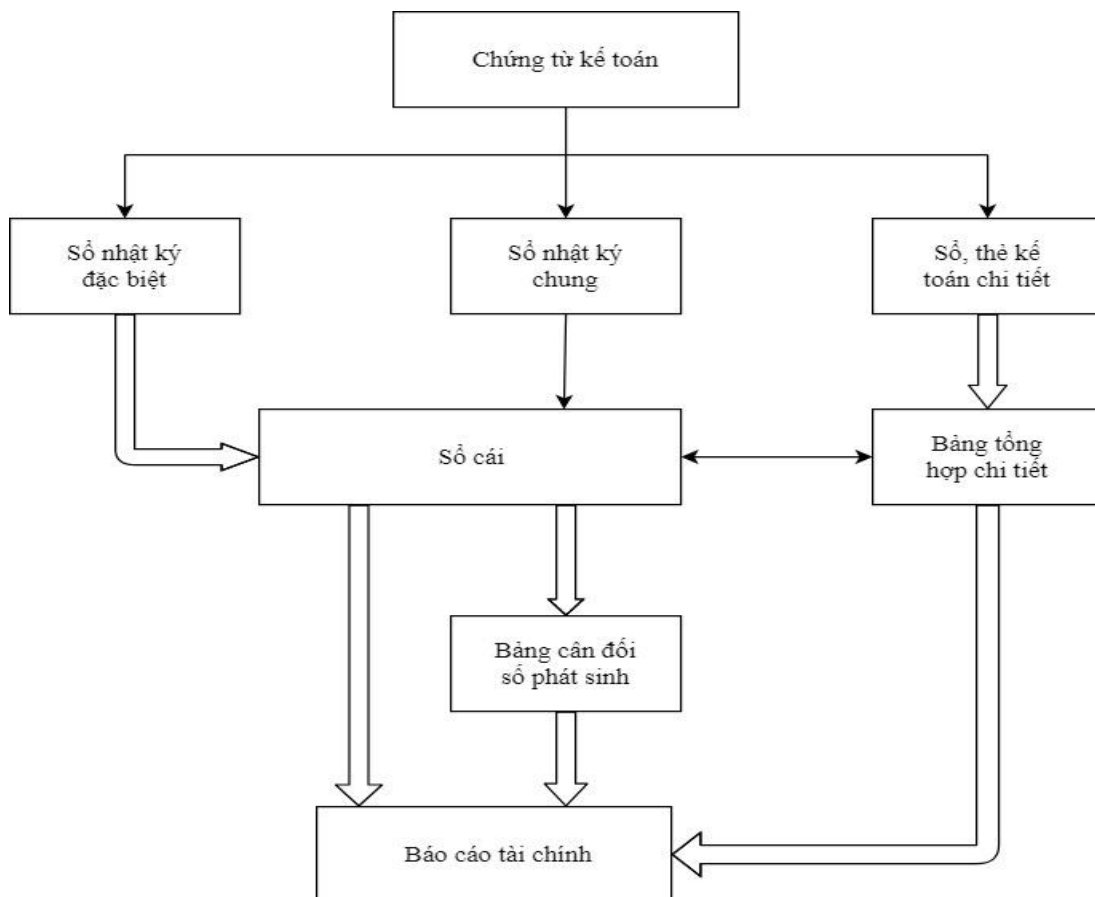 Chứng từ kế toán
Sổ nhật ký
đặc biệt
Sổ nhật ký
chung
Sổ, thẻ kế
toán chi tiết
Sổ cái
Bảng tổng
hợp chi tiết
Bảng cân đối
số phát sinh
Báo cáo tài chính